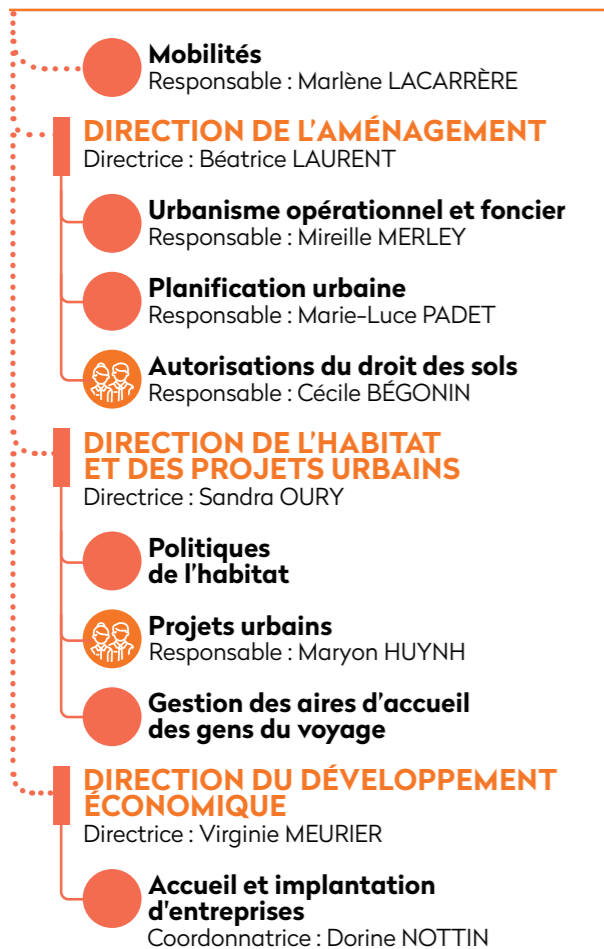 Mobilités
Responsable : Marlène LACARRÈRE
DIRECTION DE L'AMÉNAGEMENT
Directrice : Béatrice LAURENT
Urbanisme opérationnel et foncier
Responsable : Mireille MERLEY
Planification urbaine
Responsable : Marie-Luce PADET
Autorisations du droit des sols
Responsable : Cécile BÉGONIN
DIRECTION DE L'HABITAT
ET DES PROJETS URBAINS
Directrice : Sandra OURY
Politiques
de l'habitat
Projets urbains
Responsable : Maryon HUYNH
Gestion des aires d'accueil
des gens du voyage
DIRECTION DU DÉVELOPPEMENT
ÉCONOMIQUE
Directrice : Virginie MEURIER
Accueil et implantation
d'entreprises
Coordonnatrice : Dorine NOTTIN